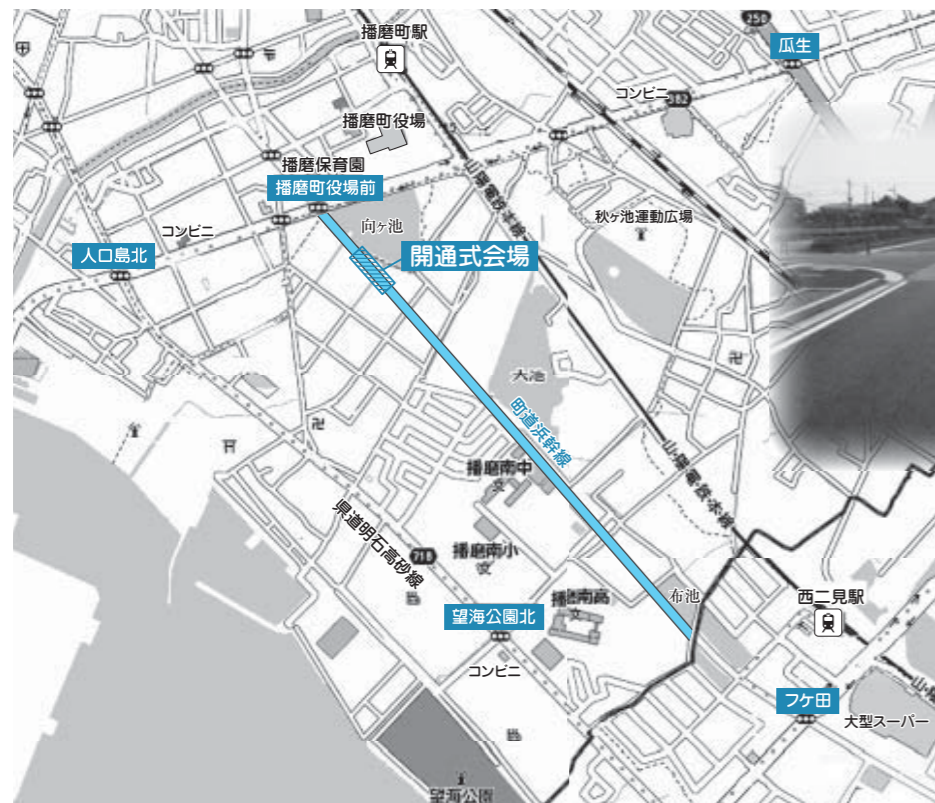 播磨町駅
250
瓜生
コンビニ
382
播磨町役場
播磨保育園
播磨町役場前
山陽電鉄本線
向ヶ池
秋ヶ池運動広場
コンビニ
人口島北
開通式会場
大池
町道浜幹線
播磨南中
山陽電鉄本線
県道明石高砂線
718
播磨南小
播磨南高
布池
西二見駅
望海公園北
コンビニ
フケ田
大型スーパー
望海公園